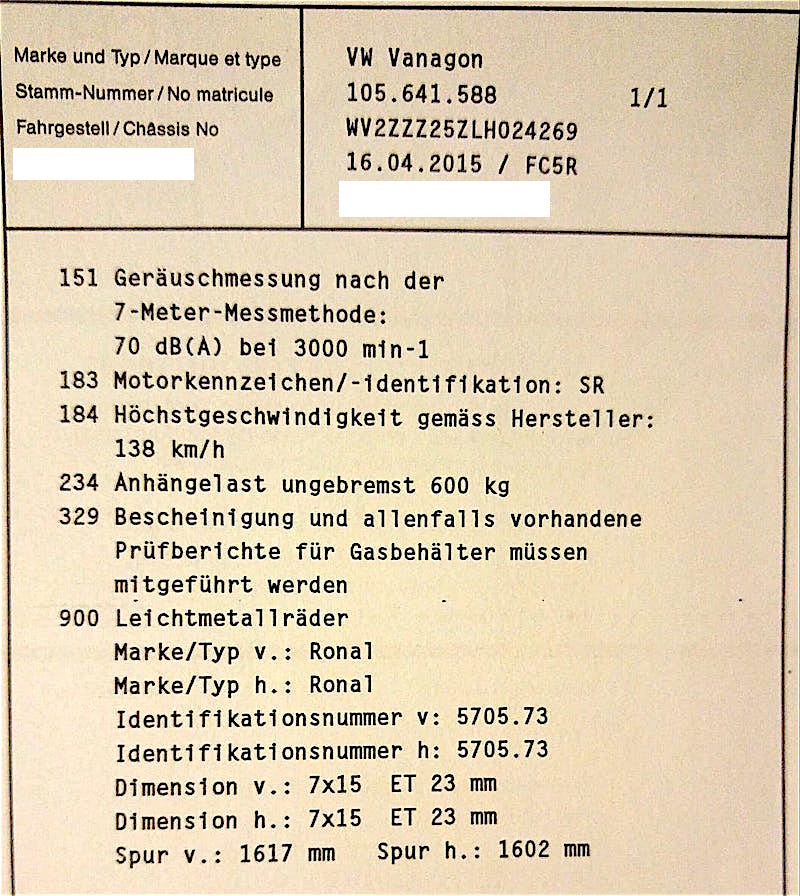 Marke und Typ/Marque et type
Stamm-Nummer/No matricule
Fahrgestell/Châssis No
VW Vanagon
105.641.588 1/1
WV2ZZZ25ZLH024269
16.04.2015 / FC5R
151 Geräuschmessung nach der
7-Meter-Messmethode:
70 dB(A) bei 3000 min-1
183 Motorkennzeichen/-identifikation: SR
184 Höchstgeschwindigkeit gemäss Hersteller:
138 km/h
234 Anhängelast ungebremst 600 kg
329 Bescheinigung und allenfalls vorhandene
Prüfberichte für Gasbehälter müssen
mitgeführt werden
900 Leichtmetallräder
Marke/Typ v.: Ronal
Marke/Typ h.: Ronal
Identifikationsnummer v: 5705.73
Identifikationsnummer h: 5705.73
Dimension v.: 7x15 ET 23 mm
Dimension h.: 7x15 ET 23 mm
Spur v.: 1617 mm Spur h.: 1602 mm